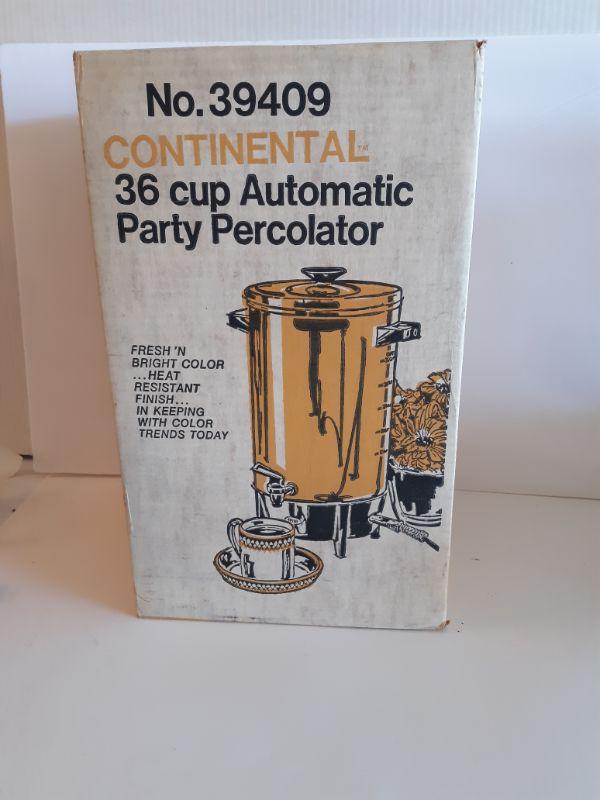 No. 39409
CONTINENTAL™
36 cup Automatic
Party Percolator
FRESH 'N
BRIGHT COLOR
...HEAT
RESISTANT
FINISH...
IN KEEPING
WITH COLOR
TRENDS TODAY